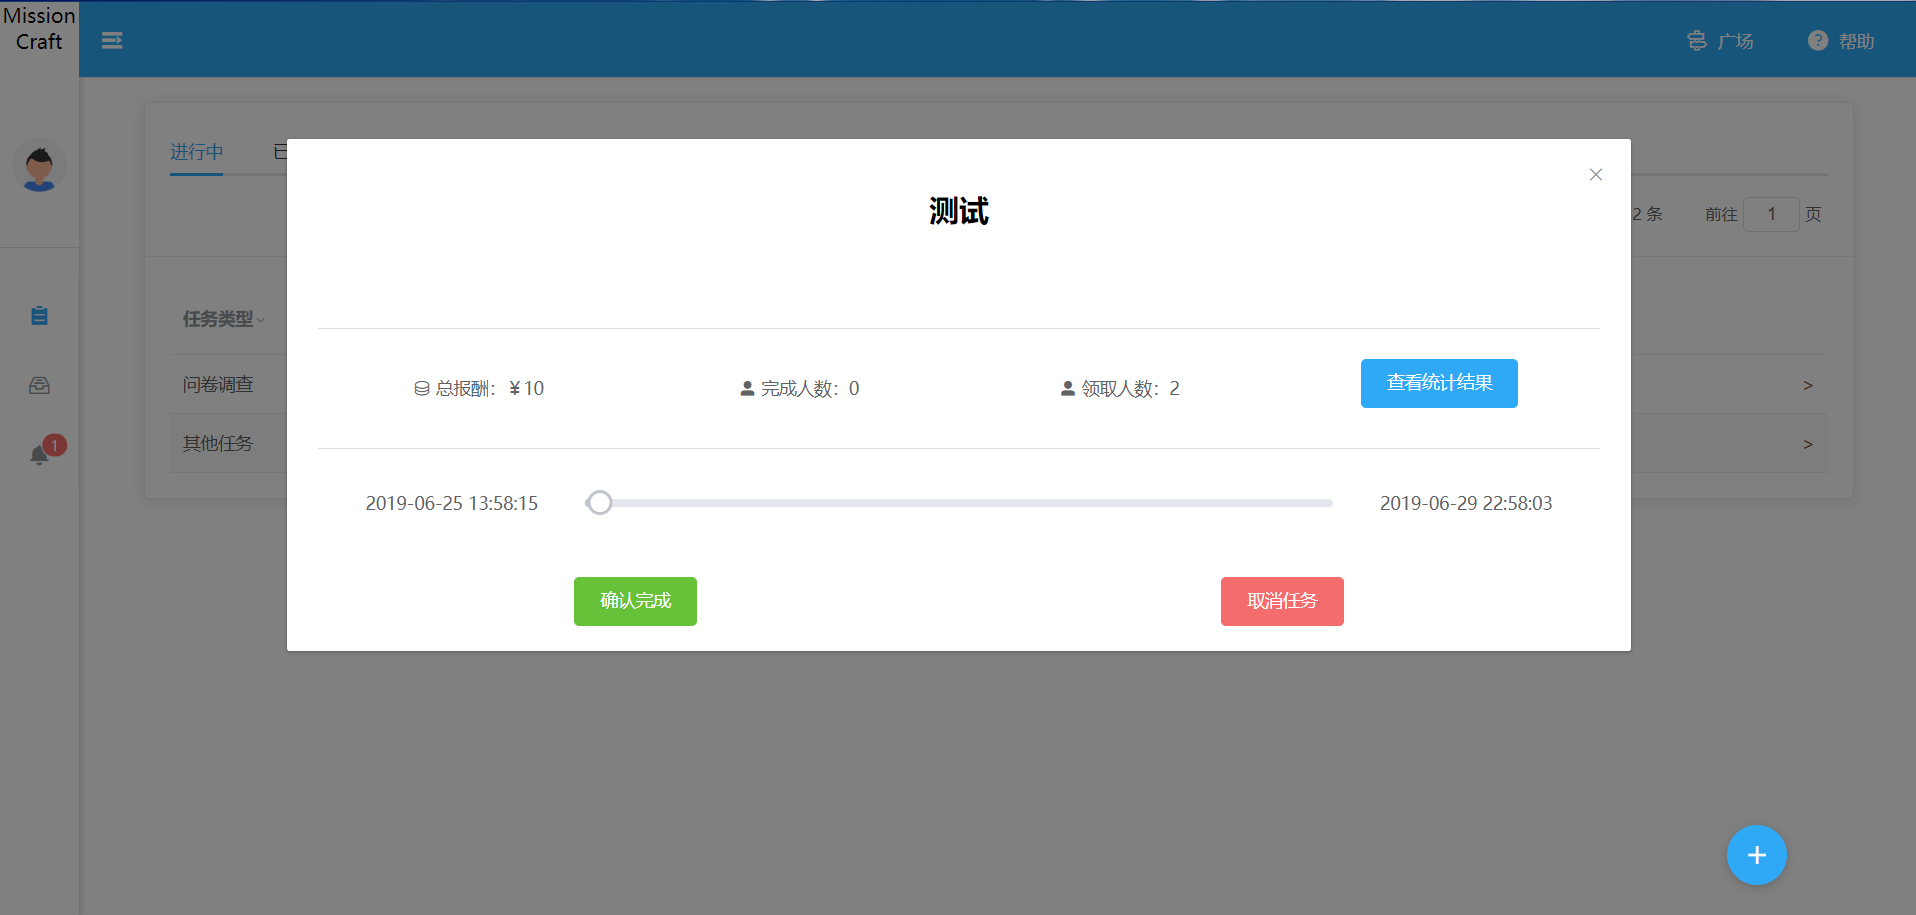 Mission
Craft
广场
帮助
进行中
已
测试
2 条
前往 1 页
任务类型
总报酬：￥10
完成人数：0
领取人数：2
查看统计结果
问卷调查
>
其他任务
>
1
2019-06-25 13:58:15
2019-06-29 22:58:03
确认完成
取消任务